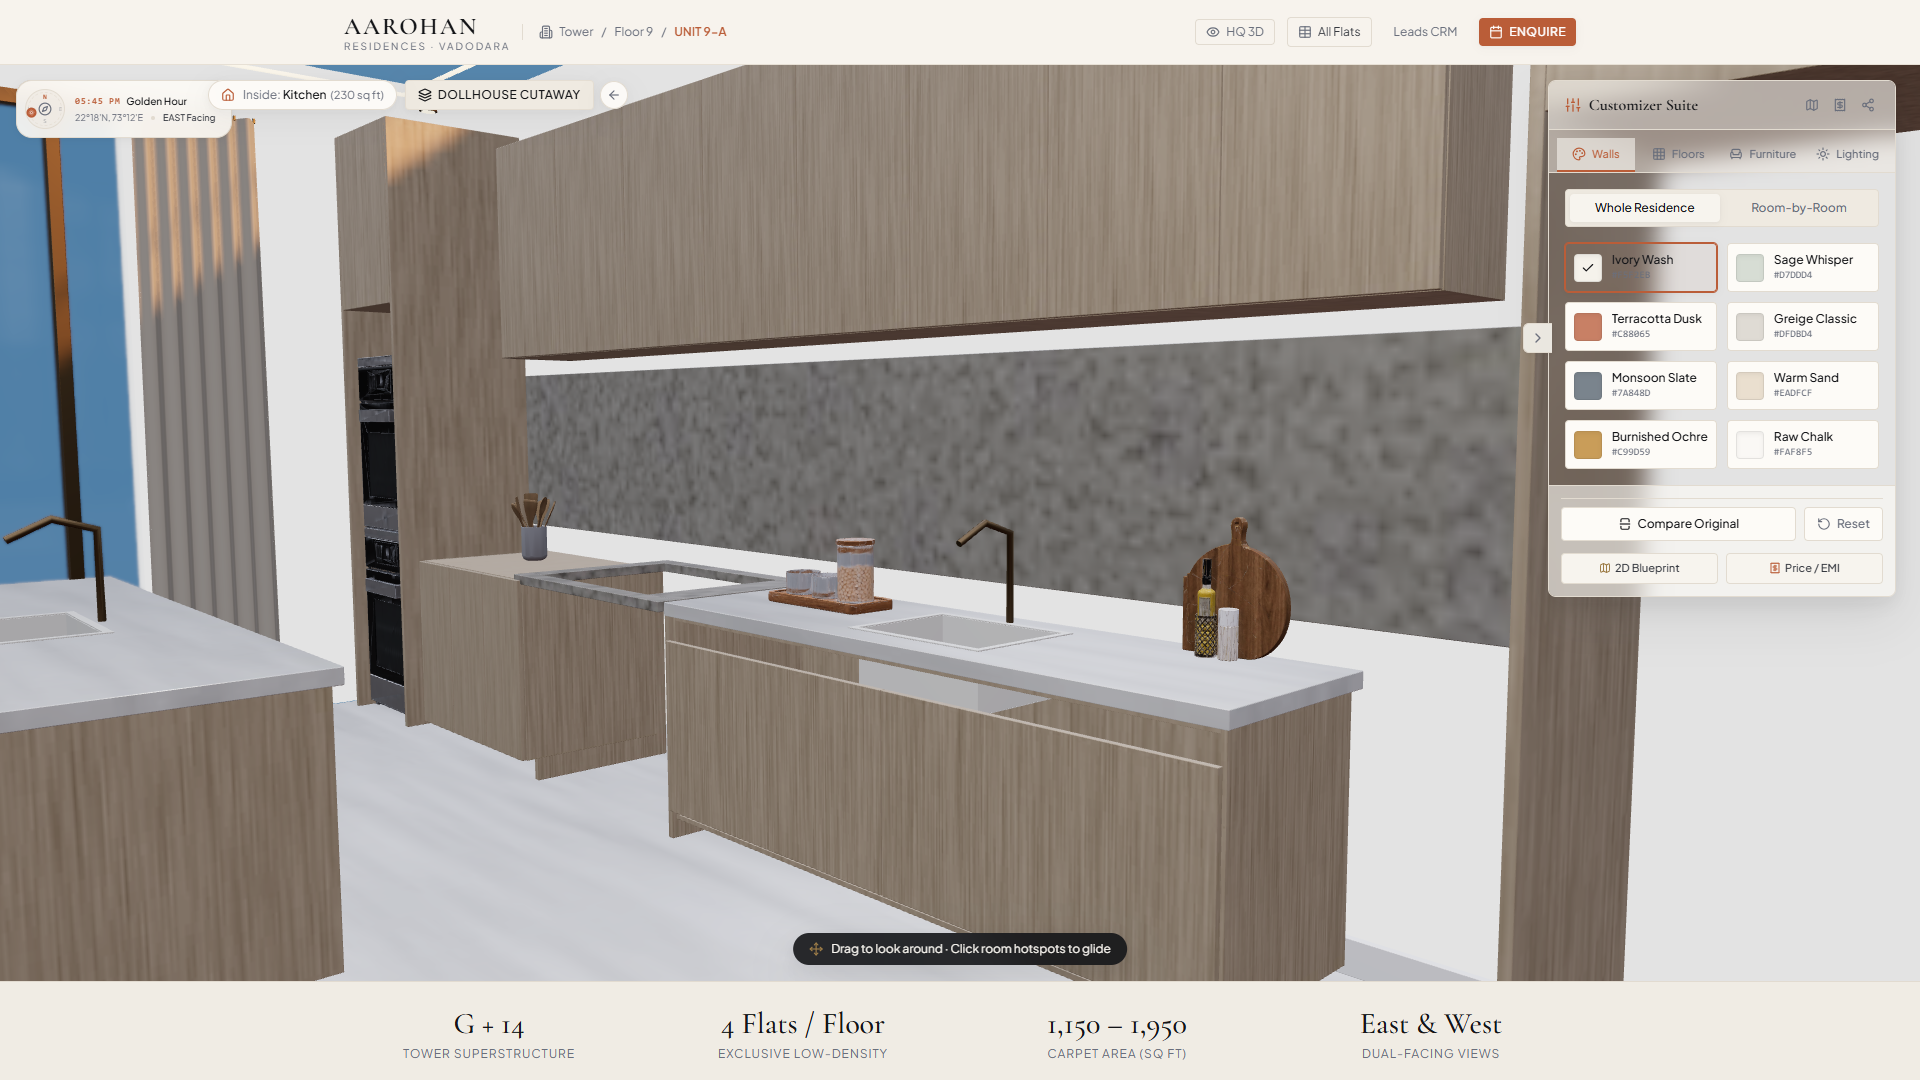 AAROHAN
RESIDENCES · VADODARA
Tower / Floor 9 / UNIT 9-A
HQ 3D
All Flats
Leads CRM
ENQUIRE
05:45 PM Golden Hour
22°18'N, 73°12'E EAST Facing
N
Inside: Kitchen (230 sq ft)
DOLLHOUSE CUTAWAY
Customizer Suite
Walls
Floors
Furniture
Lighting
Whole Residence
Room-by-Room
Ivory Wash
Sage Whisper
#D7DDD4
Terracotta Dusk
#C88065
Greige Classic
#DFDBD4
Monsoon Slate
#7A848D
Warm Sand
#EADFCF
Burnished Ochre
#C99D59
Raw Chalk
#FAF8F5
Compare Original
Reset
2D Blueprint
Price / EMI
Drag to look around · Click room hotspots to glide
G + 14
TOWER SUPERSTRUCTURE
4 Flats / Floor
EXCLUSIVE LOW-DENSITY
1,150 – 1,950
CARPET AREA (SQ FT)
East & West
DUAL-FACING VIEWS